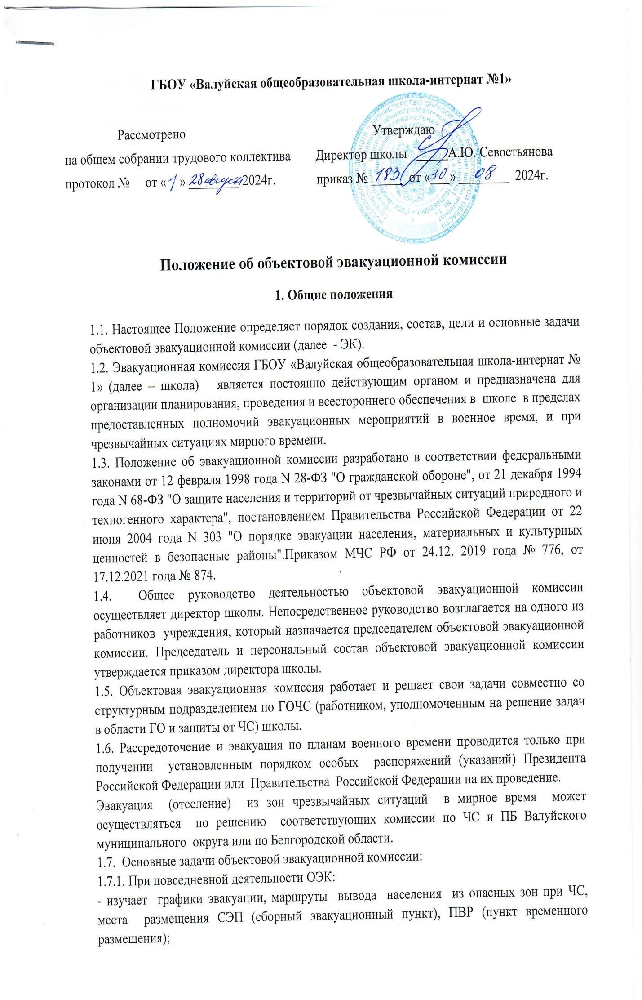 ГБОУ «Валуйская общеобразовательная школа-интернат №1»
Рассмотрено
на общем собрании трудового коллектива
протокол № от « 1 » 28 августа 2024г.
Утверждаю
Директор школы _____А.Ю. Севостьянова
приказ № 183 от «30» 08 2024г.
Положение об объектовой эвакуационной комиссии
1. Общие положения
1.1. Настоящее Положение определяет порядок создания, состав, цели и основные задачи
объектовой эвакуационной комиссии (далее - ЭК).
1.2. Эвакуационная комиссия ГБОУ «Валуйская общеобразовательная школа-интернат №
1» (далее – школа) является постоянно действующим органом и предназначена для
организации планирования, проведения и всестороннего обеспечения в школе в пределах
предоставленных полномочий эвакуационных мероприятий в военное время, и при
чрезвычайных ситуациях мирного времени.
1.3. Положение об эвакуационной комиссии разработано в соответствии федеральными
законами от 12 февраля 1998 года N 28-ФЗ "О гражданской обороне", от 21 декабря 1994
года N 68-ФЗ "О защите населения и территорий от чрезвычайных ситуаций природного и
техногенного характера", постановлением Правительства Российской Федерации от 22
июня 2004 года N 303 "О порядке эвакуации населения, материальных и культурных
ценностей в безопасные районы".Приказом МЧС РФ от 24.12. 2019 года № 776, от
17.12.2021 года № 874.
1.4. Общее руководство деятельностью объектовой эвакуационной комиссии
осуществляет директор школы. Непосредственное руководство возглагается на одного из
работников учреждения, который назначается председателем объектовой эвакуационной
комиссии. Председатель и персональный состав объектовой эвакуационной комиссии
утверждается приказом директора школы.
1.5. Объектовая эвакуационная комиссия работает и решает свои задачи совместно со
структурным подразделением по ГОЧС (работником, уполномоченным на решение задач
в области ГО и защиты от ЧС) школы.
1.6. Рассредоточение и эвакуация по планам военного времени проводится только при
получении установленным порядком особых распоряжений (указаний) Президента
Российской Федерации или Правительства Российской Федерации на их проведение.
Эвакуация (отселение) из зон чрезвычайных ситуаций в мирное время может
осуществляться по решению соответствующих комиссии по ЧС и ПБ Валуйского
муниципального округа или по Белгородской области.
1.7. Основные задачи объектовой эвакуационной комиссии:
1.7.1. При повседневной деятельности ОЭК:
- изучает графики эвакуации, маршруты вывода населения из опасных зон при ЧС,
места размещения СЭП (сборный эвакуационный пункт), ПВР (пункт временного
размещения);